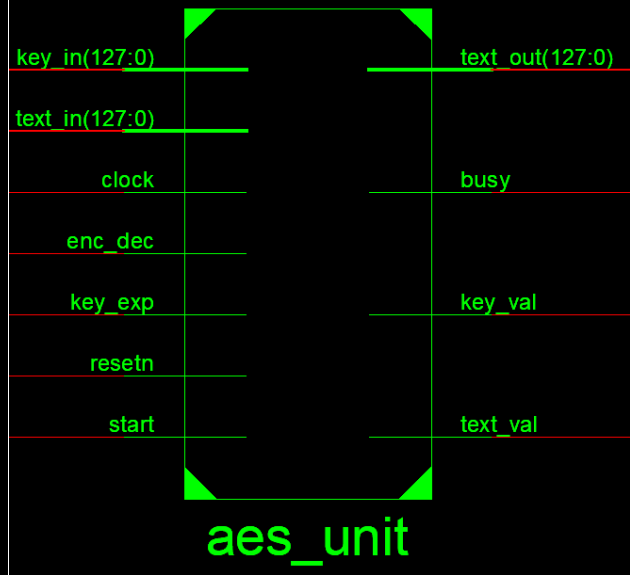 key_in(127:0)
text_out(127:0)
text_in(127:0)
clock
busy
enc_dec
key_exp
key_val
resetn
start
text_val
aes_unit